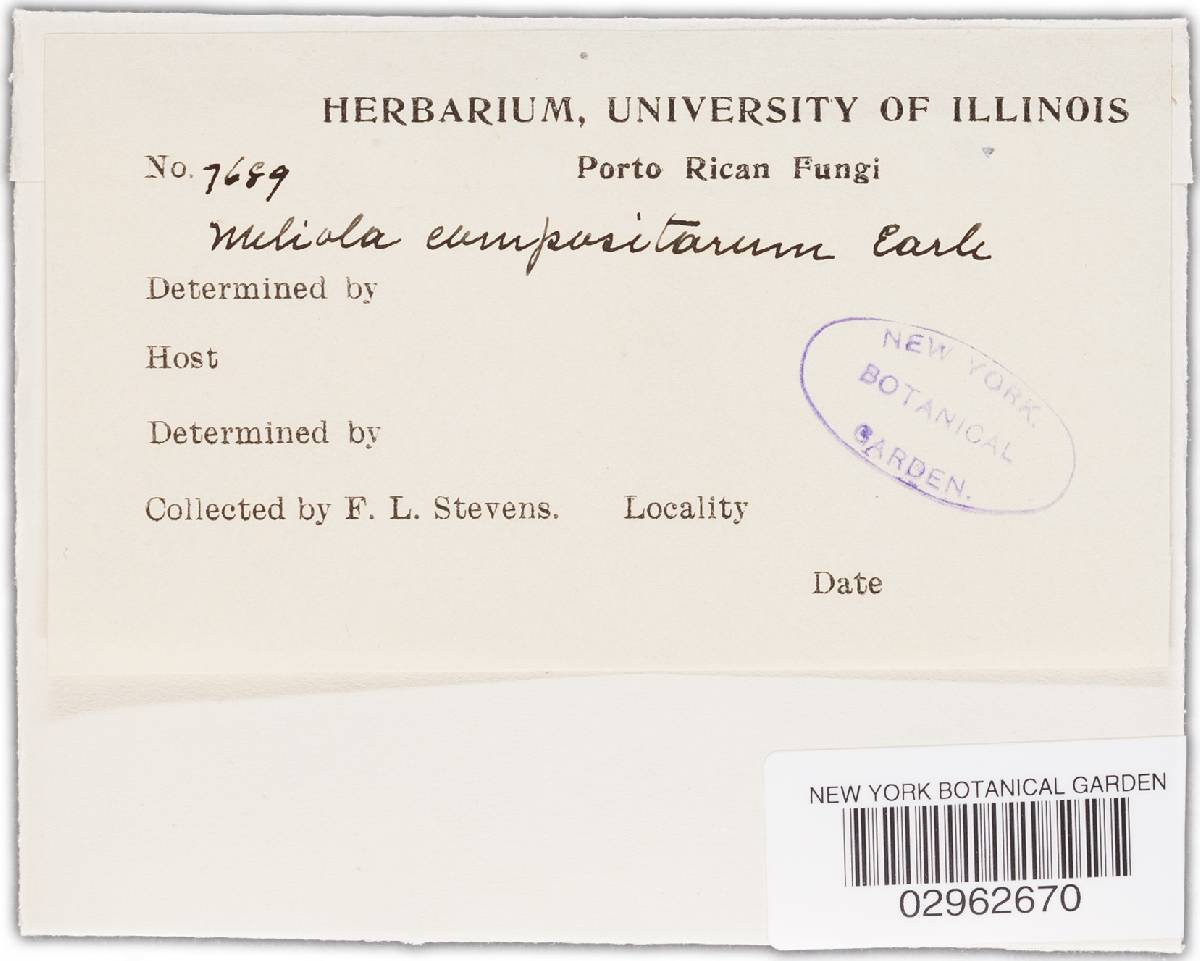 HERBARIUM, UNIVERSITY OF ILLINOIS
No. 7689 Porto Rican Fungi
Meliola compositarum Earle
Determined by
Host
Determined by
Collected by F. L. Stevens. Locality
Date
NEW YORK
BOTANICAL
GARDEN.
NEW YORK BOTANICAL GARDEN
02962670